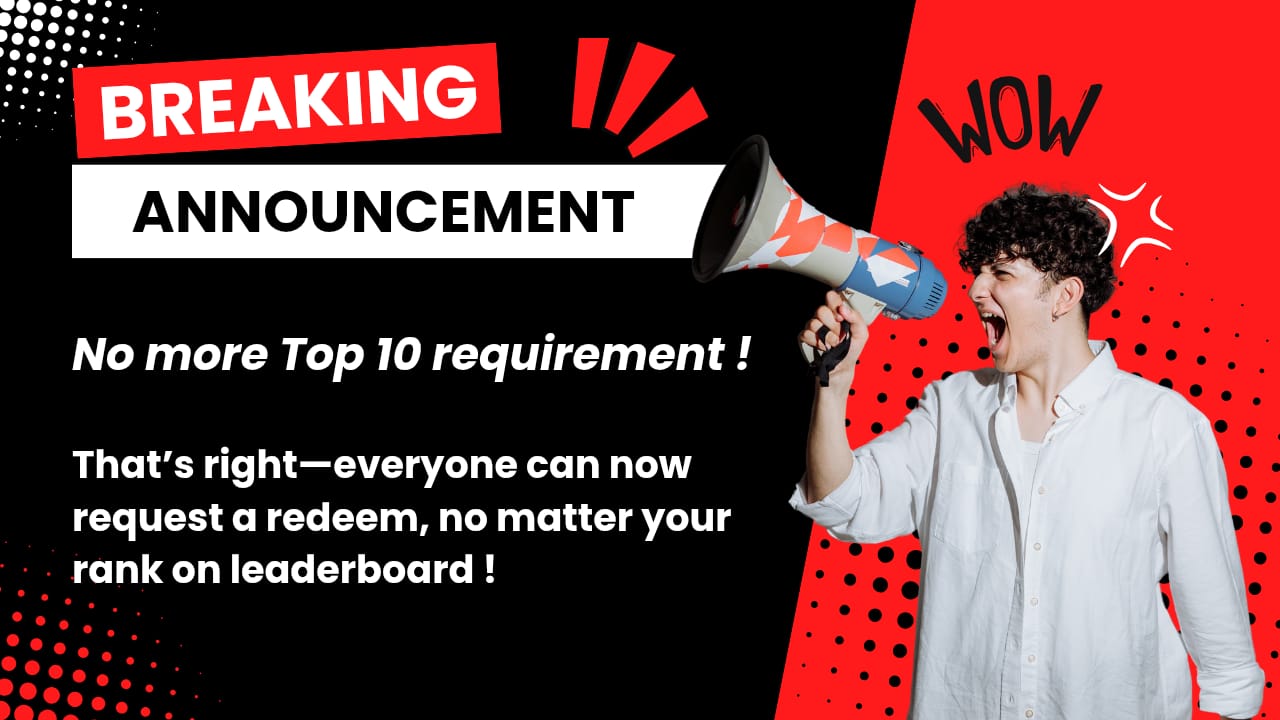 BREAKING
WOW
ANNOUNCEMENT
No more Top 10 requirement !
That’s right—everyone can now
request a redeem, no matter your
rank on leaderboard !